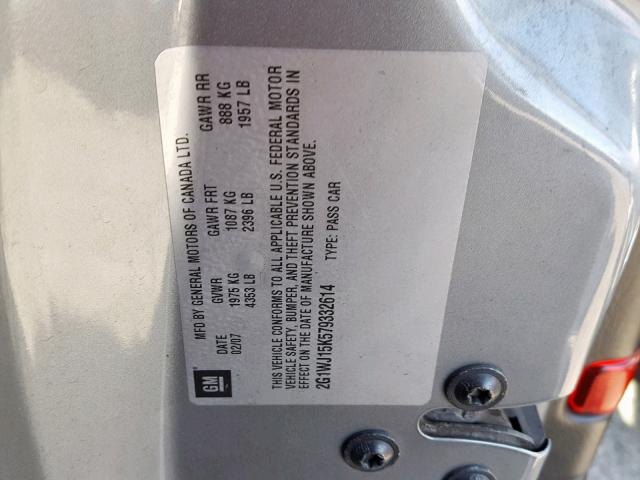 GM
MFD BY GENERAL MOTORS OF CANADA LTD.
DATE GVWR GAWR FRT GAWR RR
02/07 1975 KG 1087 KG 888 KG
4353 LB 2396 LB 1957 LB
THIS VEHICLE CONFORMS TO ALL APPLICABLE U.S. FEDERAL MOTOR
VEHICLE SAFETY, BUMPER, AND THEFT PREVENTION STANDARDS IN
EFFECT ON THE DATE OF MANUFACTURE SHOWN ABOVE.
2G1WJ15K579332614 TYPE: PASS CAR